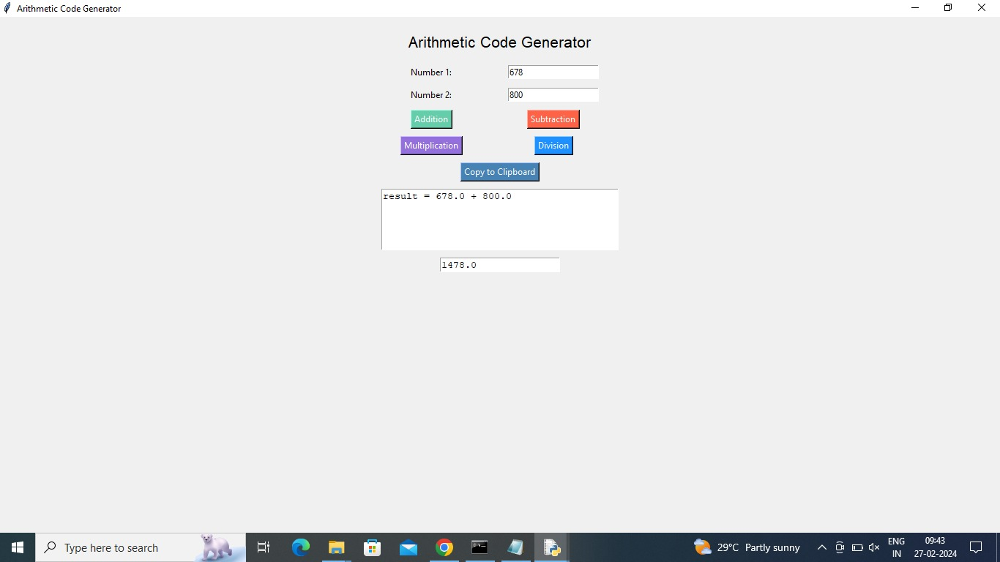 Arithmetic Code Generator
Arithmetic Code Generator
Number 1: 678
Number 2: 800
Addition Subtraction
Multiplication Division
Copy to Clipboard
result = 678.0 + 800.0
1478.0
Type here to search
29°C Partly sunny
ENG
IN
09:43
27-02-2024